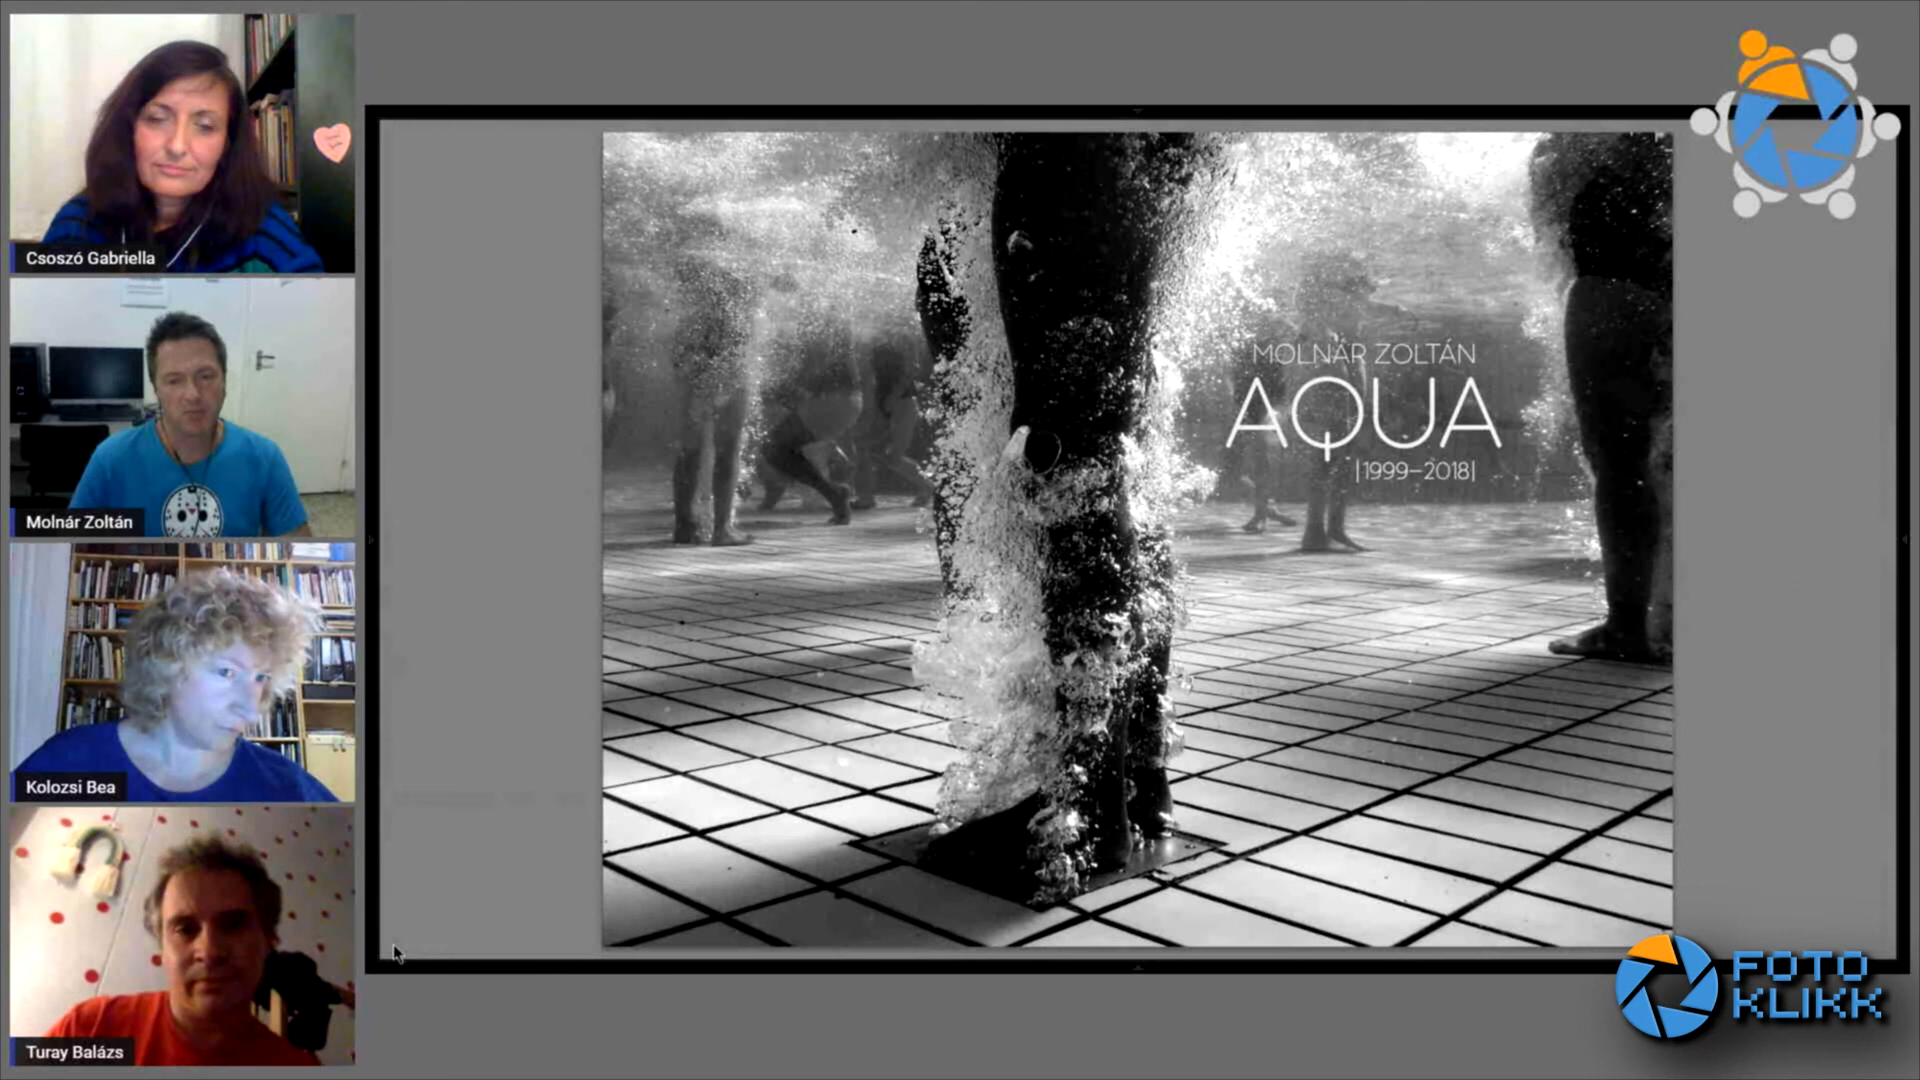 Csoszó Gabriella
Molnár Zoltán
Kolozsi Bea
Turay Balázs
MOLNÁR ZOLTÁN
AQUA
|1999–2018|
FOTO
KLIKK